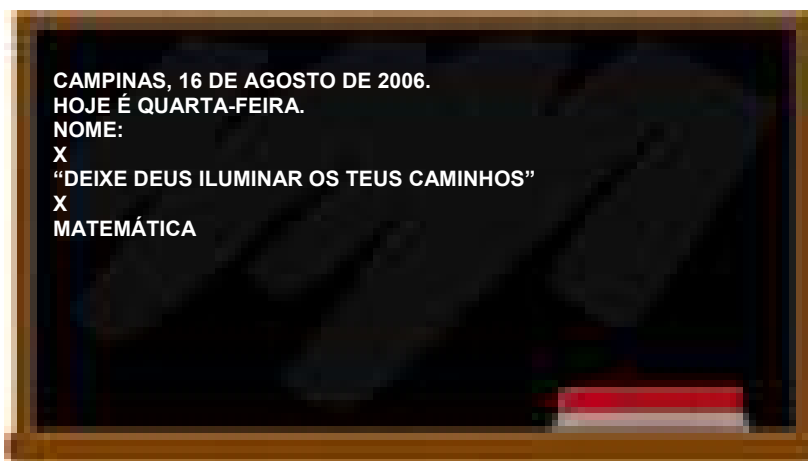 CAMPINAS, 16 DE AGOSTO DE 2006.
HOJE É QUARTA-FEIRA.
NOME:
X
“DEIXE DEUS ILUMINAR OS TEUS CAMINHOS”
X
MATEMÁTICA